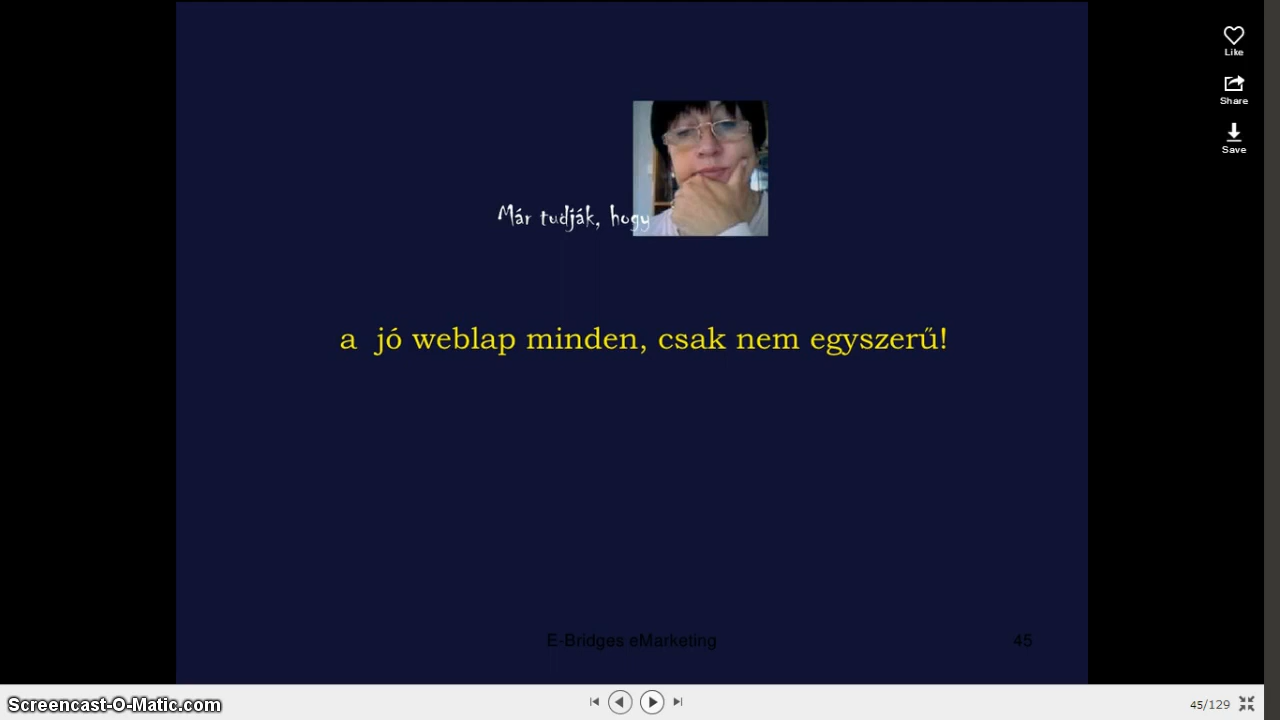 Like
Share
Save
Már tudják, hogy
a jó weblap minden, csak nem egyszerű!
E-Bridges eMarketing
45
Screencast-O-Matic.com
45/129